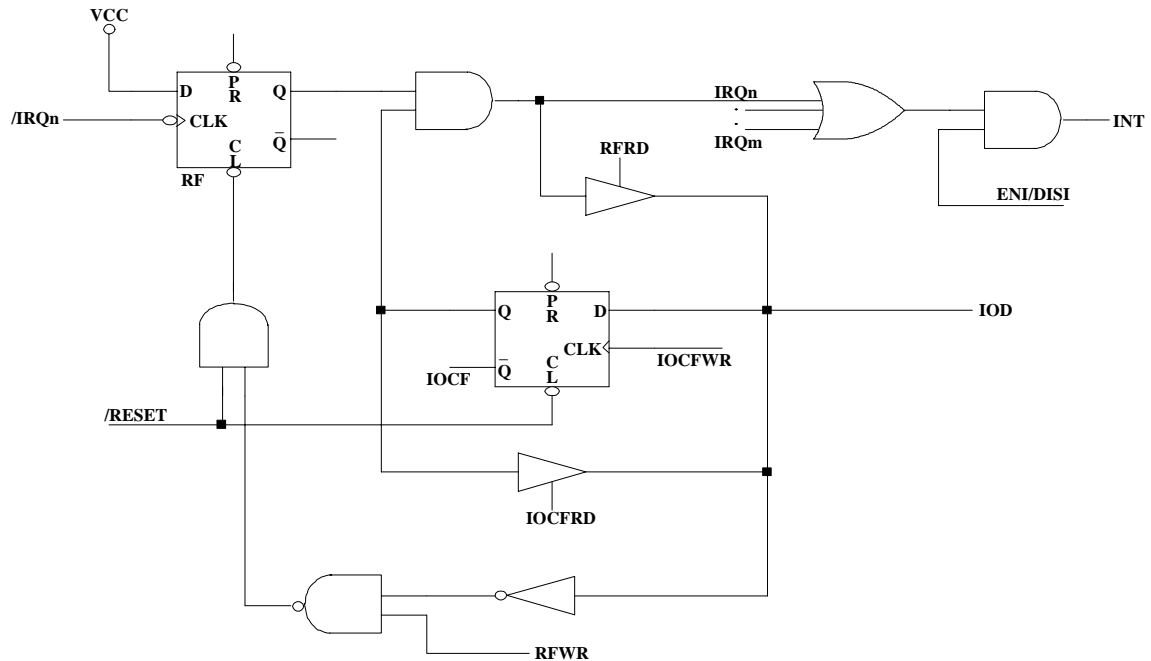 VCC
P
R
D
Q
/IRQn
CLK
Q
C
L
RF
IRQn
:
IRQm
INT
RFRD
ENI/DISI
P
R
Q
D
IOD
CLK
IOCFWR
C
L
Q
IOCF
/RESET
IOCFRD
RFWR